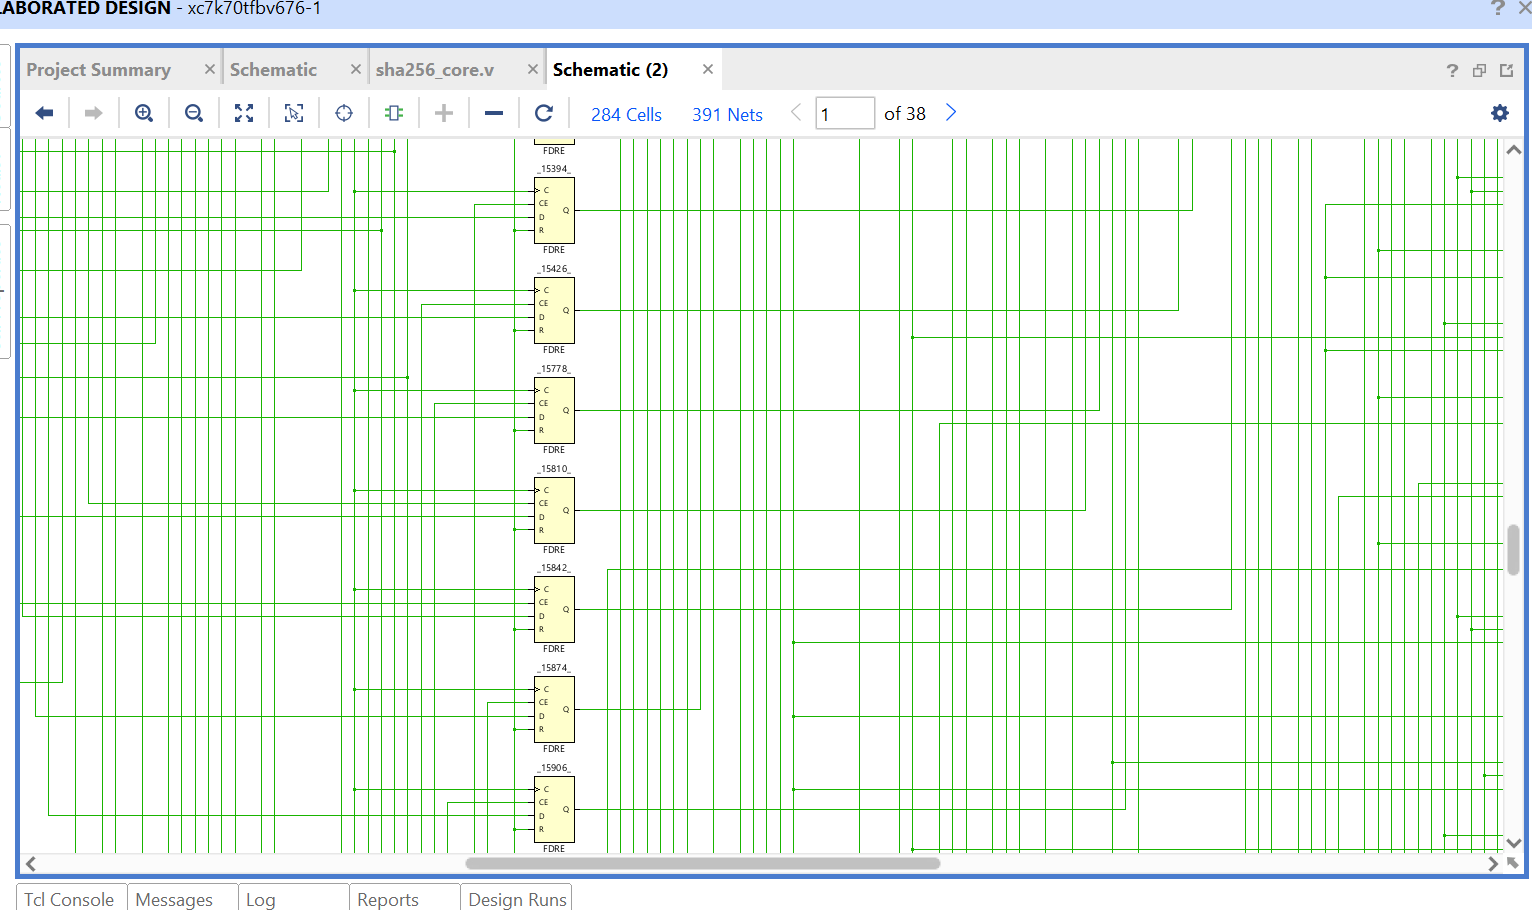 LABORATED DESIGN - xc7k70tfbv676-1
Project Summary
Schematic
sha256_core.v
Schematic (2)
284 Cells
391 Nets
1
of 38
FDRE
_15394_
C
CE
D
Q
R
FDRE
_15426_
C
CE
D
Q
R
FDRE
_15778_
C
CE
D
Q
R
FDRE
_15810_
C
CE
D
Q
R
FDRE
_15842_
C
CE
D
Q
R
FDRE
_15874_
C
CE
D
Q
R
FDRE
_15906_
C
CE
D
Q
R
FDRE
Tcl Console
Messages
Log
Reports
Design Runs